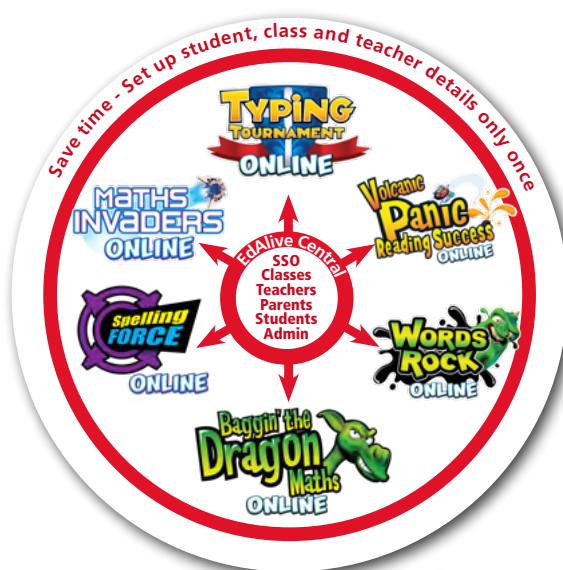 Save time - Set up student, class and teacher details only once
TYPiNG
TOURNAMENT
ONLINE
MATHS
INVADERS
ONLINE
Volcanic
Panic
Reading Success
ONLINE
EdAlive Central
SSO
Classes
Teachers
Parents
Students
Admin
Spelling
FORCE
ONLINE
WORDS
ROCK
ONLINE
Baggin' the
Dragon
Maths
ONLINE